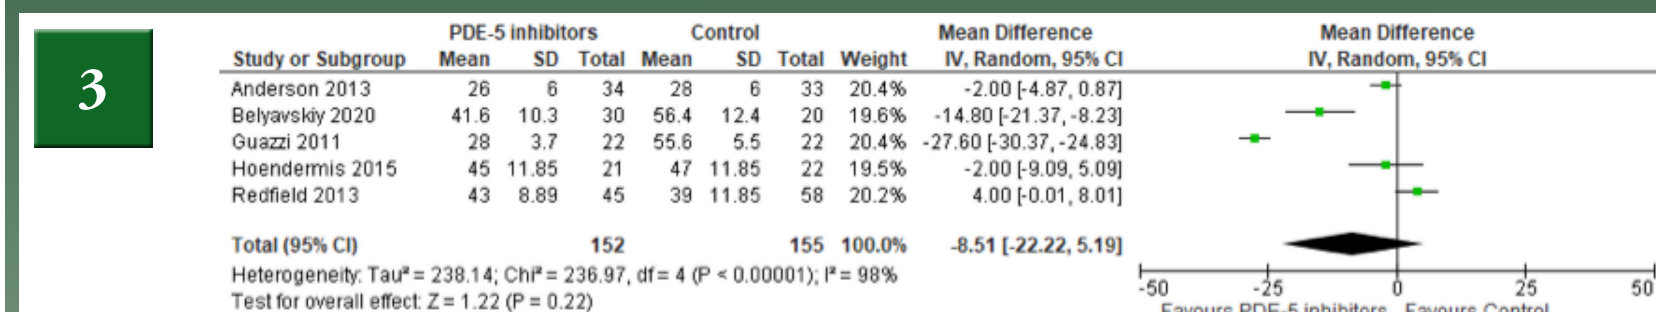 3
PDE-5 inhibitors Control Mean Difference Mean Difference
Study or Subgroup Mean SD Total Mean SD Total Weight IV, Random, 95% CI IV, Random, 95% CI
Anderson 2013 26 6 34 28 6 33 20.4% -2.00 [-4.87, 0.87]
Belyavskiy 2020 41.6 10.3 30 56.4 12.4 20 19.6% -14.80 [-21.37, -8.23]
Guazzi 2011 28 3.7 22 55.6 5.5 22 20.4% -27.60 [-30.37, -24.83]
Hoendermis 2015 45 11.85 21 47 11.85 22 19.5% -2.00 [-9.09, 5.09]
Redfield 2013 43 8.89 45 39 11.85 58 20.2% 4.00 [-0.01, 8.01]
Total (95% CI) 152 155 100.0% -8.51 [-22.22, 5.19]
Heterogeneity: Tau² = 238.14; Chi² = 236.97, df = 4 (P < 0.00001); I² = 98%
Test for overall effect: Z = 1.22 (P = 0.22)
-50 -25 0 25 50
Favours PDE-5 inhibitors Favours Control